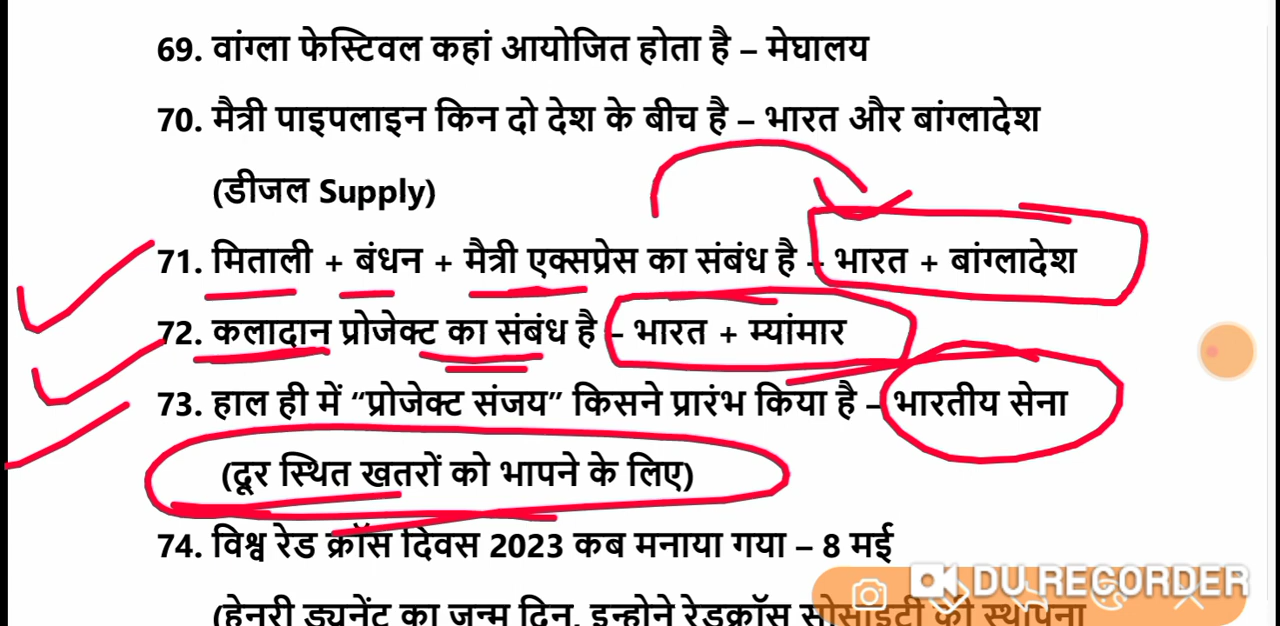 69. वांग्ला फेस्टिवल कहां आयोजित होता है – मेघालय
70. मैत्री पाइपलाइन किन दो देश के बीच है – भारत और बांग्लादेश
(डीजल Supply)
71. मिताली + बंधन + मैत्री एक्सप्रेस का संबंध है – भारत + बांग्लादेश
72. कलादान प्रोजेक्ट का संबंध है – भारत + म्यांमार
73. हाल ही में “प्रोजेक्ट संजय” किसने प्रारंभ किया है – भारतीय सेना
(दूर स्थित खतरों को भापने के लिए)
74. विश्व रेड क्रॉस दिवस 2023 कब मनाया गया – 8 मई
(हेनरी ड्यूनेंट का जन्म दिन, इन्होने रेडक्रॉस सोसाइटी की स्थापना
DU RECORDER